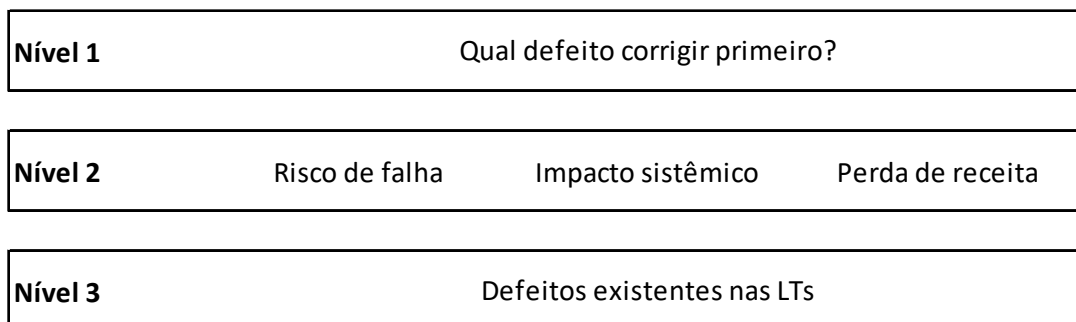 Nível 1 Qual defeito corrigir primeiro?
Nível 2 Risco de falha Impacto sistêmico Perda de receita
Nível 3 Defeitos existentes nas LTs